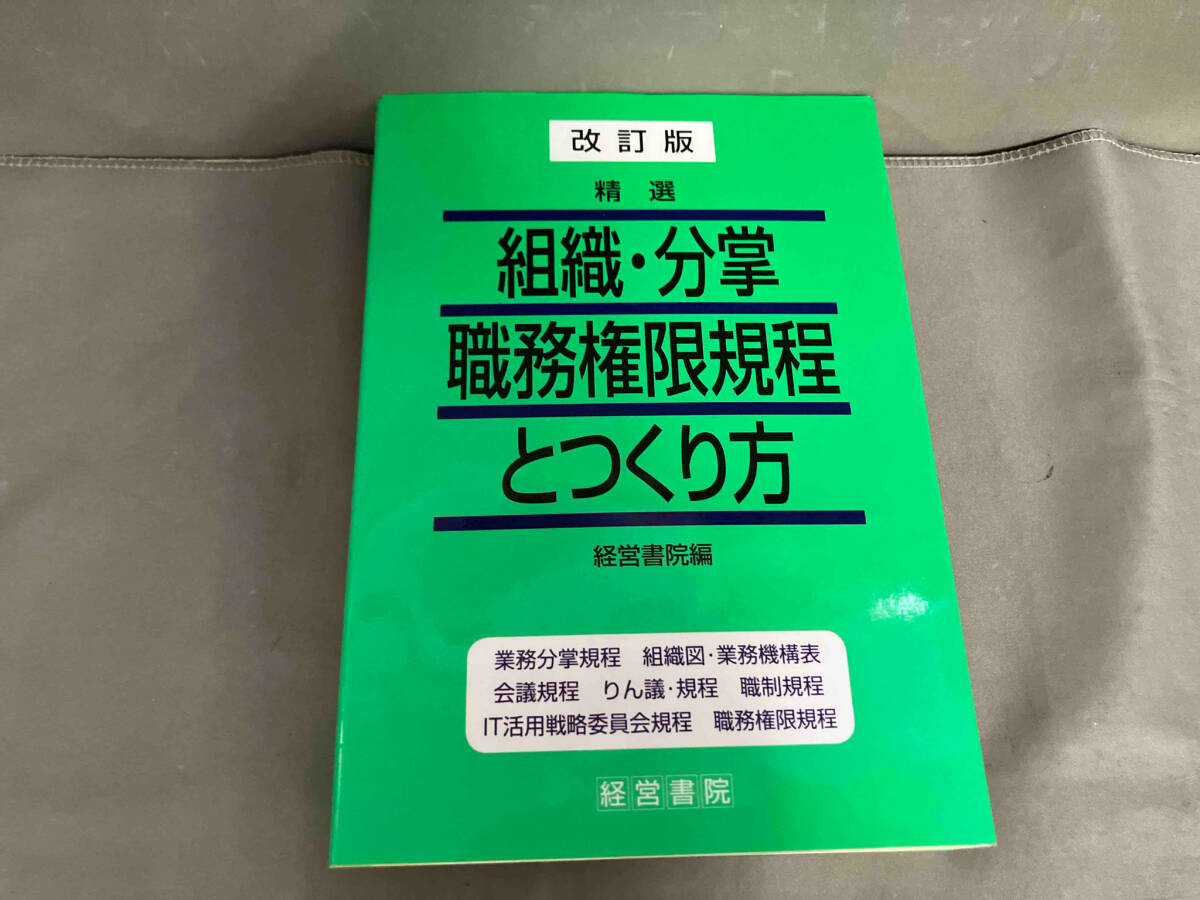 改訂版
精選
組織・分掌
職務権限規程
とつくり方
経営書院編
業務分掌規程　組織図・業務機構表
会議規程　りん議・規程　職制規程
IT活用戦略委員会規程　職務権限規程
経営書院